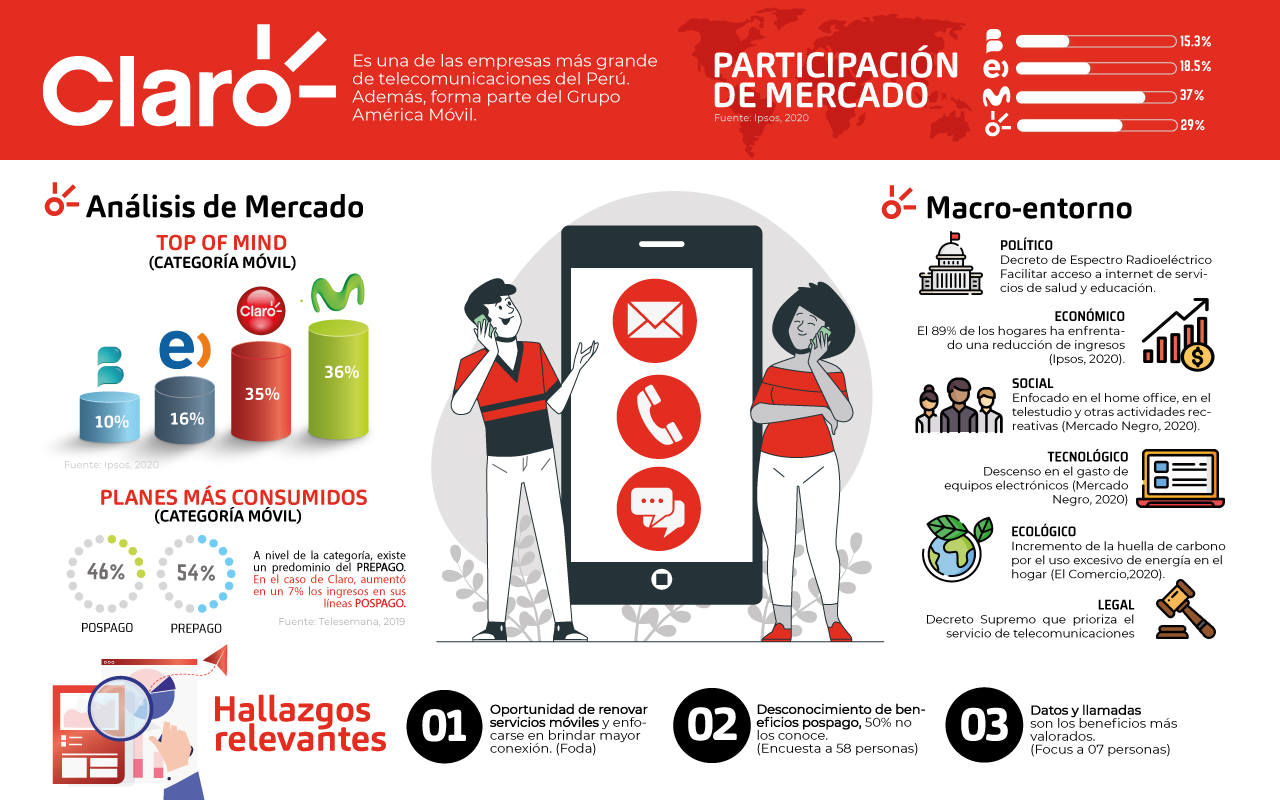 Claro
Es una de las empresas más grande
de telecomunicaciones del Perú.
Además, forma parte del Grupo
América Móvil.
PARTICIPACIÓN
DE MERCADO
Fuente: Ipsos, 2020
15.3%
18.5%
37%
29%
Análisis de Mercado
TOP OF MIND
(CATEGORÍA MÓVIL)
10%
16%
Claro
35%
36%
Fuente: Ipsos, 2020
PLANES MÁS CONSUMIDOS
(CATEGORÍA MÓVIL)
46%
POSPAGO
54%
PREPAGO
A nivel de la categoría, existe
un predominio del PREPAGO.
En el caso de Claro, aumentó
en un 7% los ingresos en sus
líneas POSPAGO.
Fuente: Telesemana, 2019
Macro-entorno
POLÍTICO
Decreto de Espectro Radioeléctrico
Facilitar acceso a internet de servi-
cios de salud y educación.
ECONÓMICO
El 89% de los hogares ha enfrenta-
do una reducción de ingresos
(Ipsos, 2020).
SOCIAL
Enfocado en el home office, en el
telestudio y otras actividades rec-
reativas (Mercado Negro, 2020).
TECNOLÓGICO
Descenso en el gasto de
equipos electrónicos (Mercado
Negro, 2020)
ECOLÓGICO
Incremento de la huella de carbono
por el uso excesivo de energía en el
hogar (El Comercio,2020).
LEGAL
Decreto Supremo que prioriza el
servicio de telecomunicaciones
Hallazgos
relevantes
01
Oportunidad de renovar
servicios móviles y enfo-
carse en brindar mayor
conexión. (Foda)
02
Desconocimiento de ben-
eficios pospago, 50% no
los conoce.
(Encuesta a 58 personas)
03
Datos y llamadas
son los beneficios más
valorados.
(Focus a 07 personas)